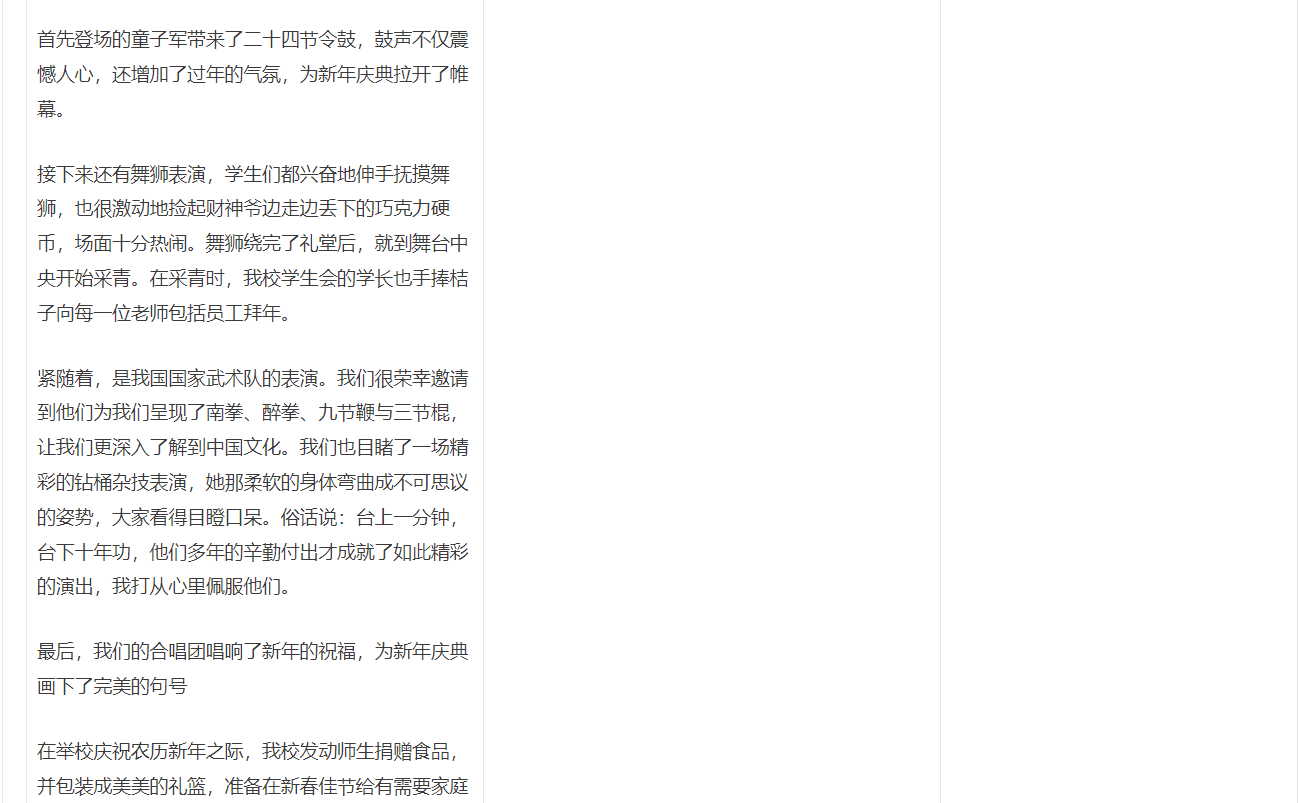 首先登场的童子军带来了二十四节令鼓，鼓声不仅震
憾人心，还增加了过年的气氛，为新年庆典拉开了帷
幕。
接下来还有舞狮表演，学生们都兴奋地伸手抚摸舞
狮，也很激动地捡起财神爷边走边丢下的巧克力硬
币，场面十分热闹。舞狮绕完了礼堂后，就到舞台中
央开始采青。在采青时，我校学生会的学长也手捧桔
子向每一位老师包括员工拜年。
紧随着，是我国国家武术队的表演。我们很荣幸邀请
到他们为我们呈现了南拳、醉拳、九节鞭与三节棍，
让我们更深入了解到中国文化。我们也目睹了一场精
彩的钻桶杂技表演，她那柔软的身体弯曲成不可思议
的姿势，大家看得目瞪口呆。俗话说：台上一分钟，
台下十年功，他们多年的辛勤付出才成就了如此精彩
的演出，我打从心里佩服他们。
最后，我们的合唱团唱响了新年的祝福，为新年庆典
画下了完美的句号
在举校庆祝农历新年之际，我校发动师生捐赠食品，
并包装成美美的礼篮，准备在新春佳节给有需要家庭